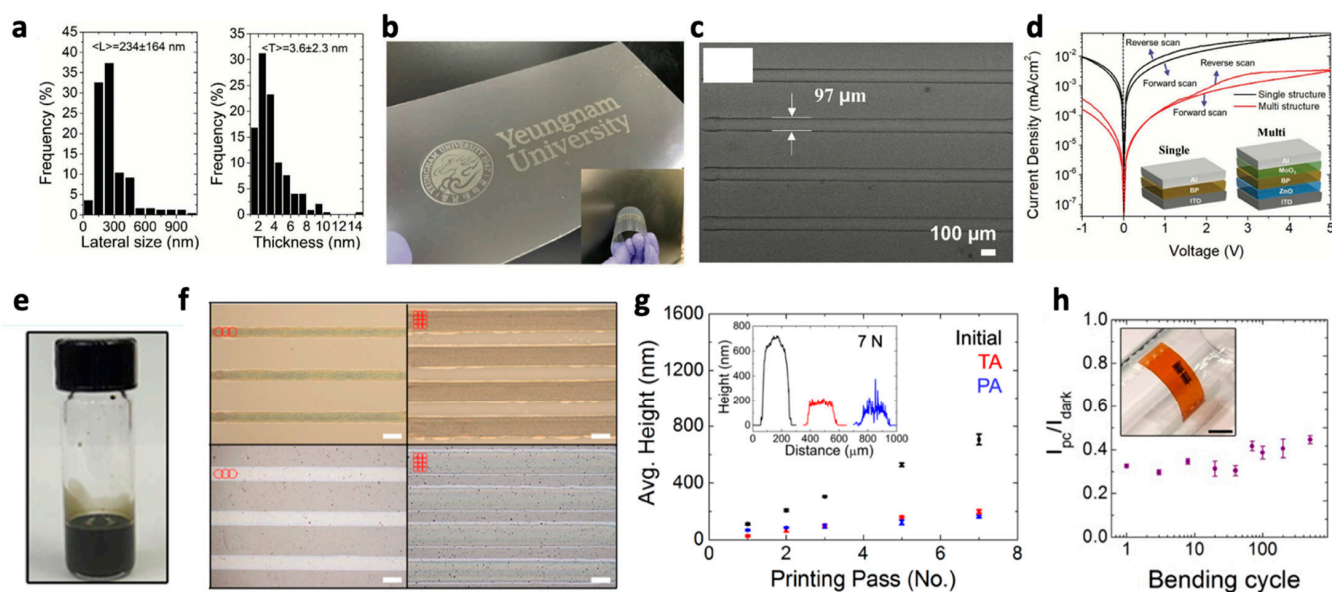 a
<L>=234±164 nm
Frequency (%)
45
40
35
30
25
20
15
10
5
0
0 300 600 900
Lateral size (nm)
<T>=3.6±2.3 nm
Frequency (%)
35
30
25
20
15
10
5
0
2 4 6 8 10 12 14
Thickness (nm)
b
Yeungnam
University
c
97 μm
100 μm
d
Current Density (mA/cm²)
10⁻²
10⁻³
10⁻⁴
10⁻⁵
10⁻⁶
10⁻⁷
Reverse scan
Reverse scan
Forward scan
Forward scan
Single structure
Multi structure
Single
Al
BP
ITO
Multi
Al
MoO₃
BP
ZnO
ITO
-1 0 1 2 3 4 5
Voltage (V)
e
f
g
Avg. Height (nm)
1600
1200
800
400
0
0 2 4 6 8
Printing Pass (No.)
Height (nm)
800
600
400
200
0
0 200 400 600 800 1000
Distance (μm)
7 N
Initial
TA
PA
h
I_pc/I_dark
1.0
0.8
0.6
0.4
0.2
0.0
1 10 100
Bending cycle